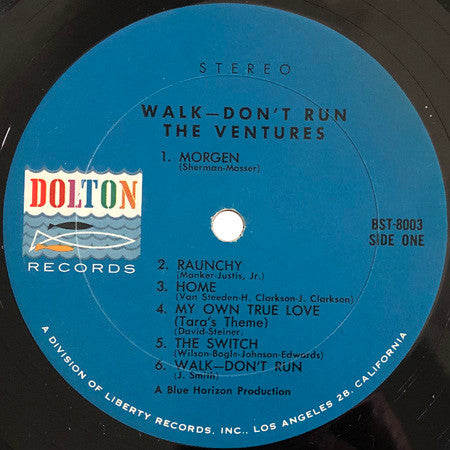 STEREO
WALK—DON'T RUN
THE VENTURES
1. MORGEN
(Sherman-Mosser)
DOLTON
RECORDS
BST-8003
SIDE ONE
2. RAUNCHY
(Manker-Justis, Jr.)
3. HOME
(Van Steeden-H. Clarkson-J. Clarkson)
4. MY OWN TRUE LOVE
(Tara's Theme)
(David-Steiner,
5. THE SWITCH
(Wilson-Bogle-Johnson-Edwards)
6. WALK—DON'T RUN
(J. Smith)
A Blue Horizon Production
A DIVISION OF LIBERTY RECORDS, INC., LOS ANGELES 28, CALIFORNIA